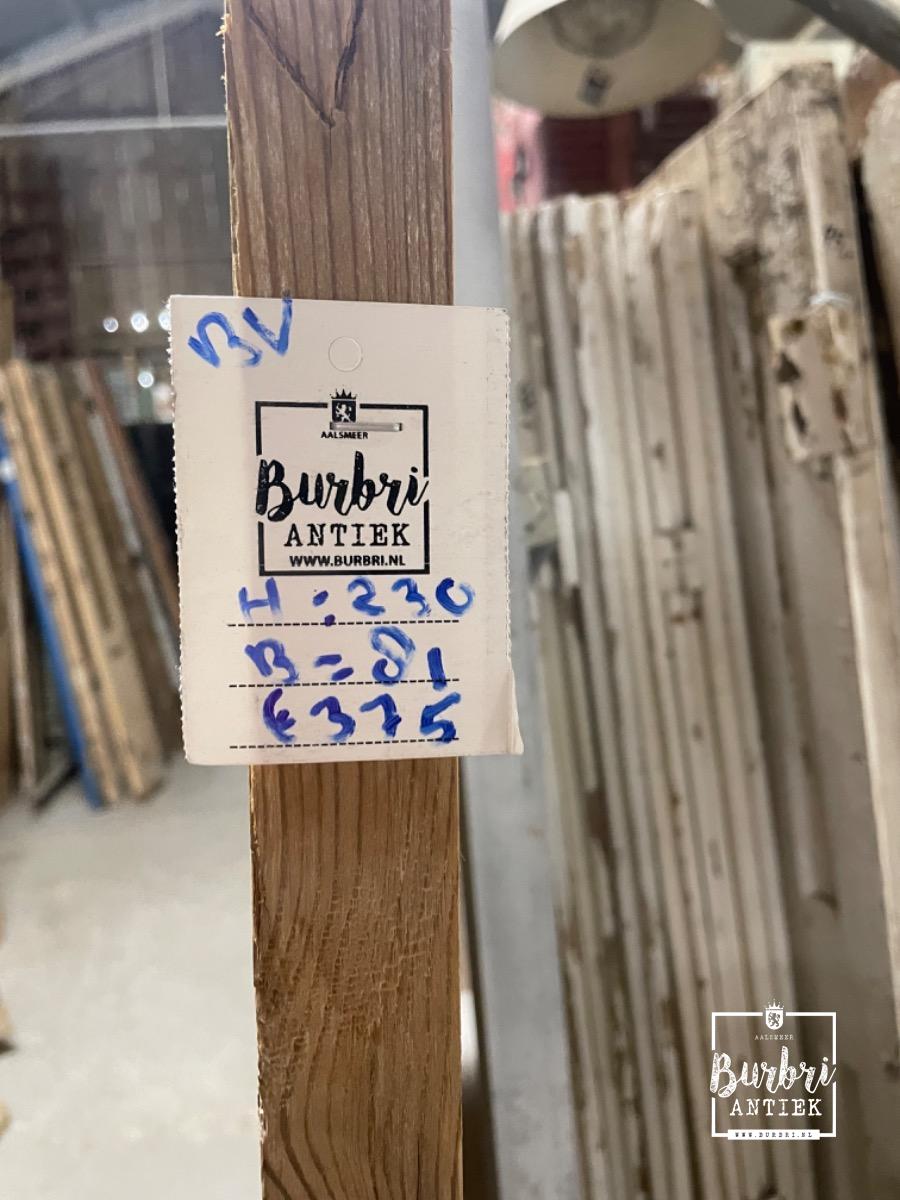 BV
AALSMEER
Burbri
ANTIEK
WWW.BURBRI.NL
H : 230
B = 81
€ 375
AALSMEER
Burbri
ANTIEK
WWW.BURBRI.NL